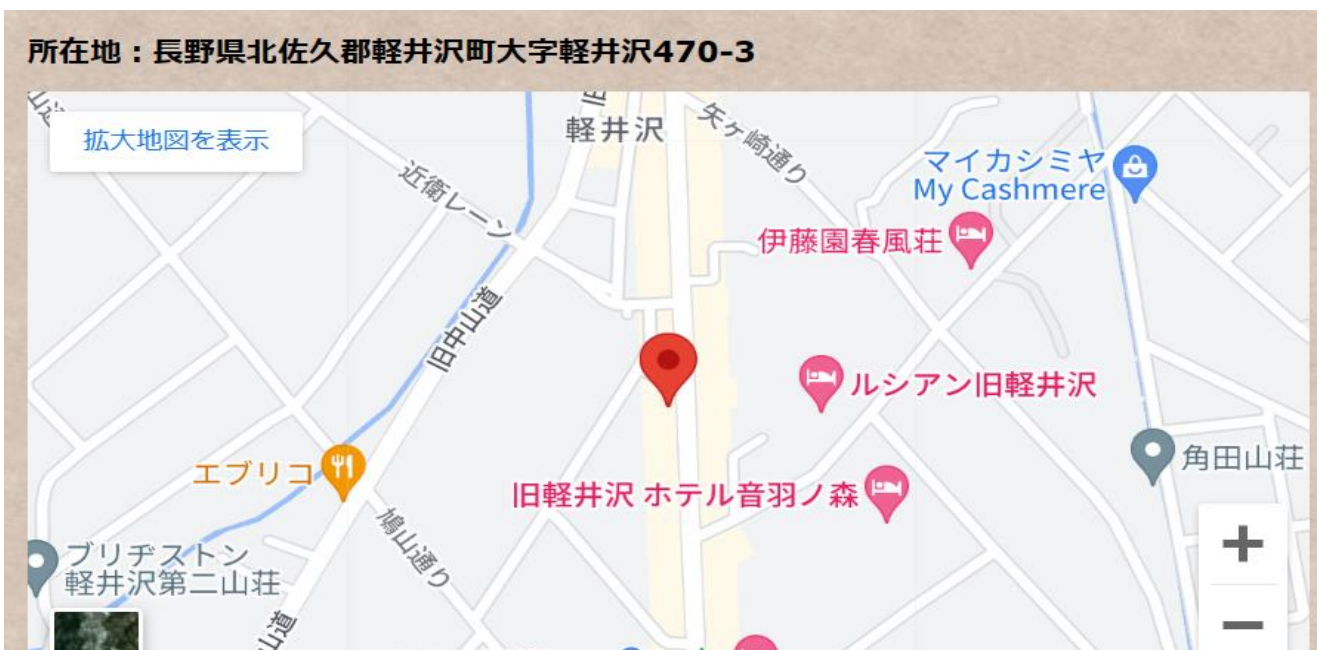 所在地：長野県北佐久郡軽井沢町大字軽井沢470-3
拡大地図を表示
旧
軽井沢
矢ヶ崎通り
マイカシミヤ
My Cashmere
近衛レーン
伊藤園春風荘
旧中山道
ルシアン旧軽井沢
エブリコ
角田山荘
旧軽井沢 ホテル音羽ノ森
鳩山通り
ブリヂストン
軽井沢第二山荘
+
山道
−